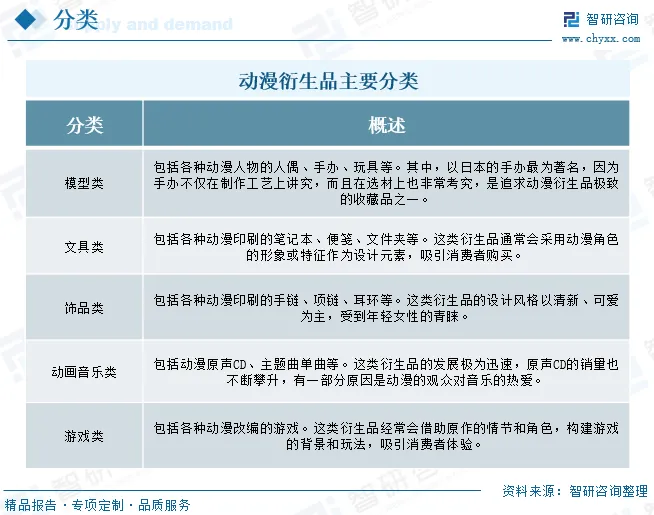 分类
ply and demand
智研咨询
www.chyxx.com
动漫衍生品主要分类
分类
概述
模型类
包括各种动漫人物的人偶、手办、玩具等。其中，以日本的手办最为著名，因为
手办不仅在制作工艺上讲究，而且在选材上也非常考究，是追求动漫衍生品极致
的收藏品之一。
文具类
包括各种动漫印刷的笔记本、便笺、文件夹等。这类衍生品通常会采用动漫角色
的形象或特征作为设计元素，吸引消费者购买。
饰品类
包括各种动漫印刷的手链、项链、耳环等。这类衍生品的设计风格以清新、可爱
为主，受到年轻女性的青睐。
动画音乐类
包括动漫原声CD、主题曲单曲等。这类衍生品的发展极为迅速，原声CD的销量也
不断攀升，有一部分原因是动漫的观众对音乐的热爱。
游戏类
包括各种动漫改编的游戏。这类衍生品经常会借助原作的情节和角色，构建游戏
的背景和玩法，吸引消费者体验。
资料来源：智研咨询整理
精品报告·专项定制·品质服务